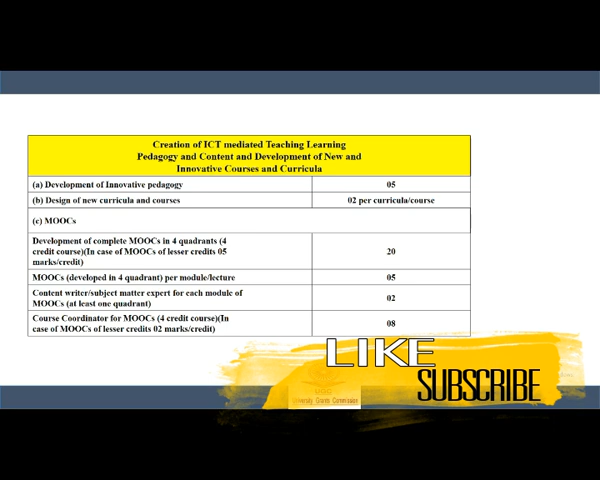 Creation of ICT mediated Teaching Learning
Pedagogy and Content and Development of New and
Innovative Courses and Curricula
(a) Development of Innovative pedagogy 05
(b) Design of new curricula and courses 02 per curricula/course
(c) MOOCs
Development of complete MOOCs in 4 quadrants (4
credit course)(In case of MOOCs of lesser credits 05
marks/credit) 20
MOOCs (developed in 4 quadrant) per module/lecture 05
Content writer/subject matter expert for each module of
MOOCs (at least one quadrant) 02
Course Coordinator for MOOCs (4 credit course)(In
case of MOOCs of lesser credits 02 marks/credit) 08
LIKE
SUBSCRIBE
UGC
University Grants Commission